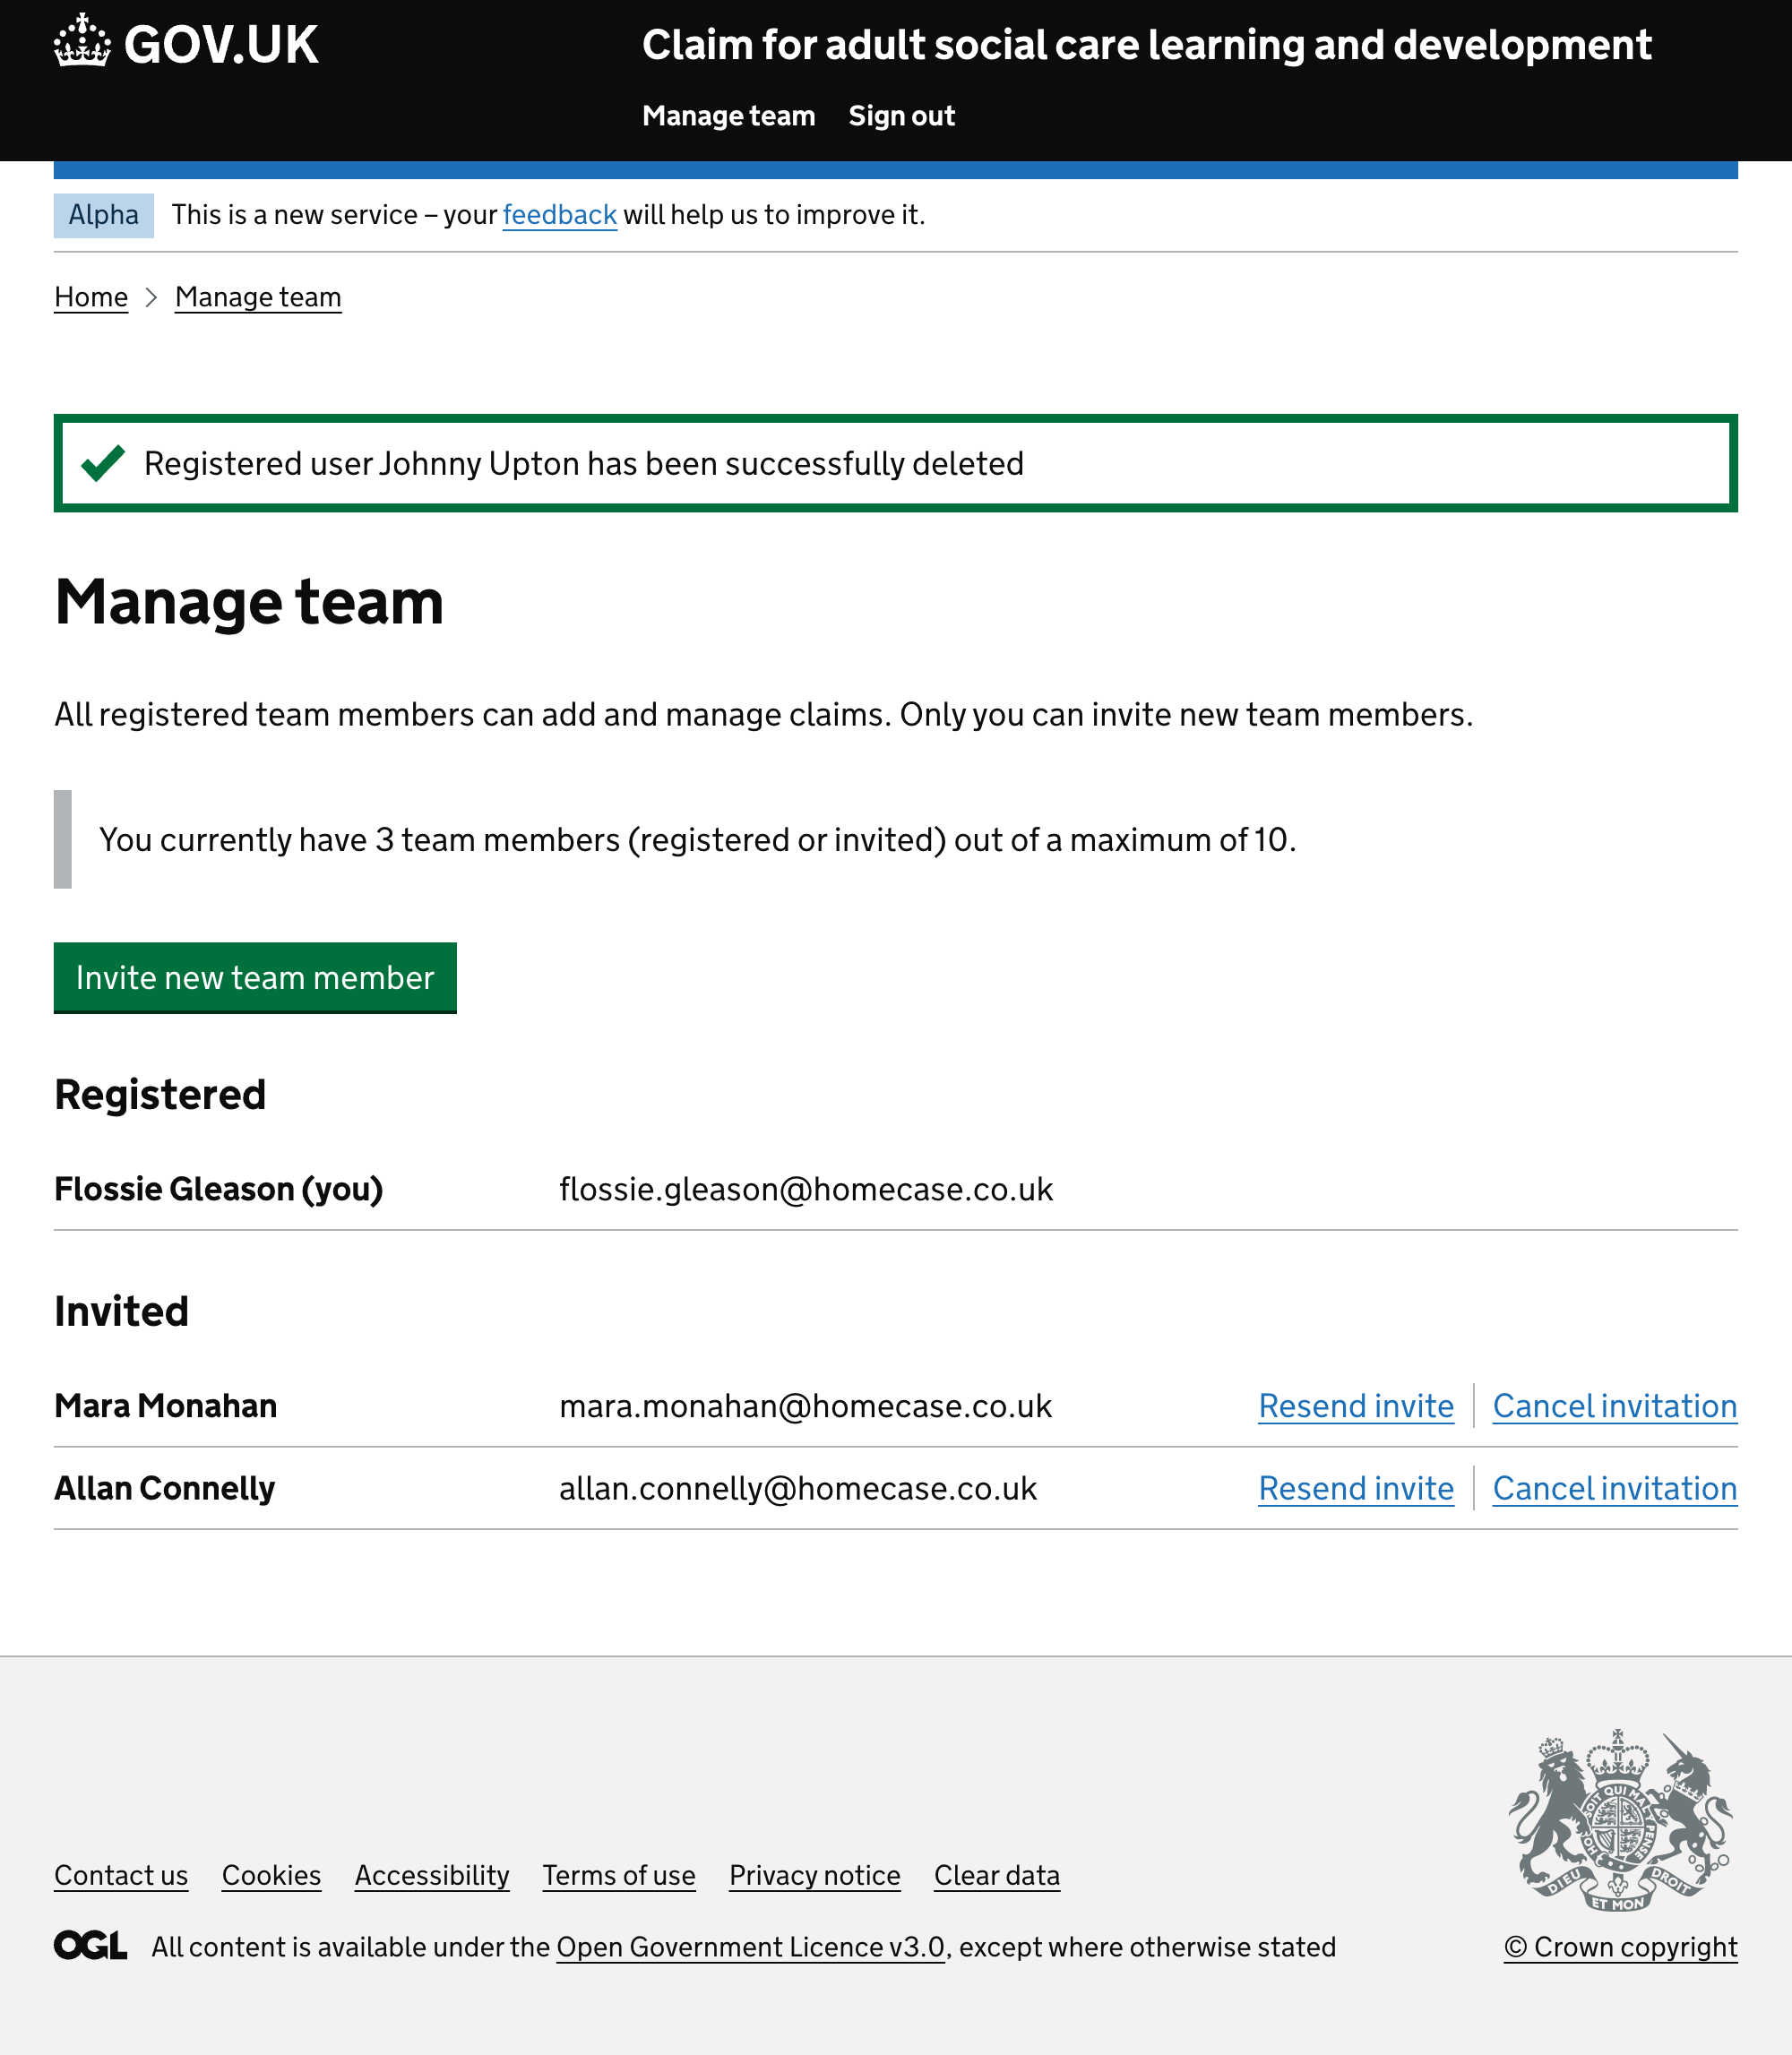 GOV.UK
Claim for adult social care learning and development
Manage team Sign out
Alpha This is a new service – your feedback will help us to improve it.
Home Manage team
Registered user Johnny Upton has been successfully deleted
Manage team
All registered team members can add and manage claims. Only you can invite new team members.
You currently have 3 team members (registered or invited) out of a maximum of 10.
Invite new team member
Registered
Flossie Gleason (you) flossie.gleason@homecase.co.uk
Invited
Mara Monahan mara.monahan@homecase.co.uk Resend invite Cancel invitation
Allan Connelly allan.connelly@homecase.co.uk Resend invite Cancel invitation
SOIT QUI MAL PENSE HON
DIEU ET MON DROIT
Contact us Cookies Accessibility Terms of use Privacy notice Clear data
OGL All content is available under the Open Government Licence v3.0, except where otherwise stated
© Crown copyright